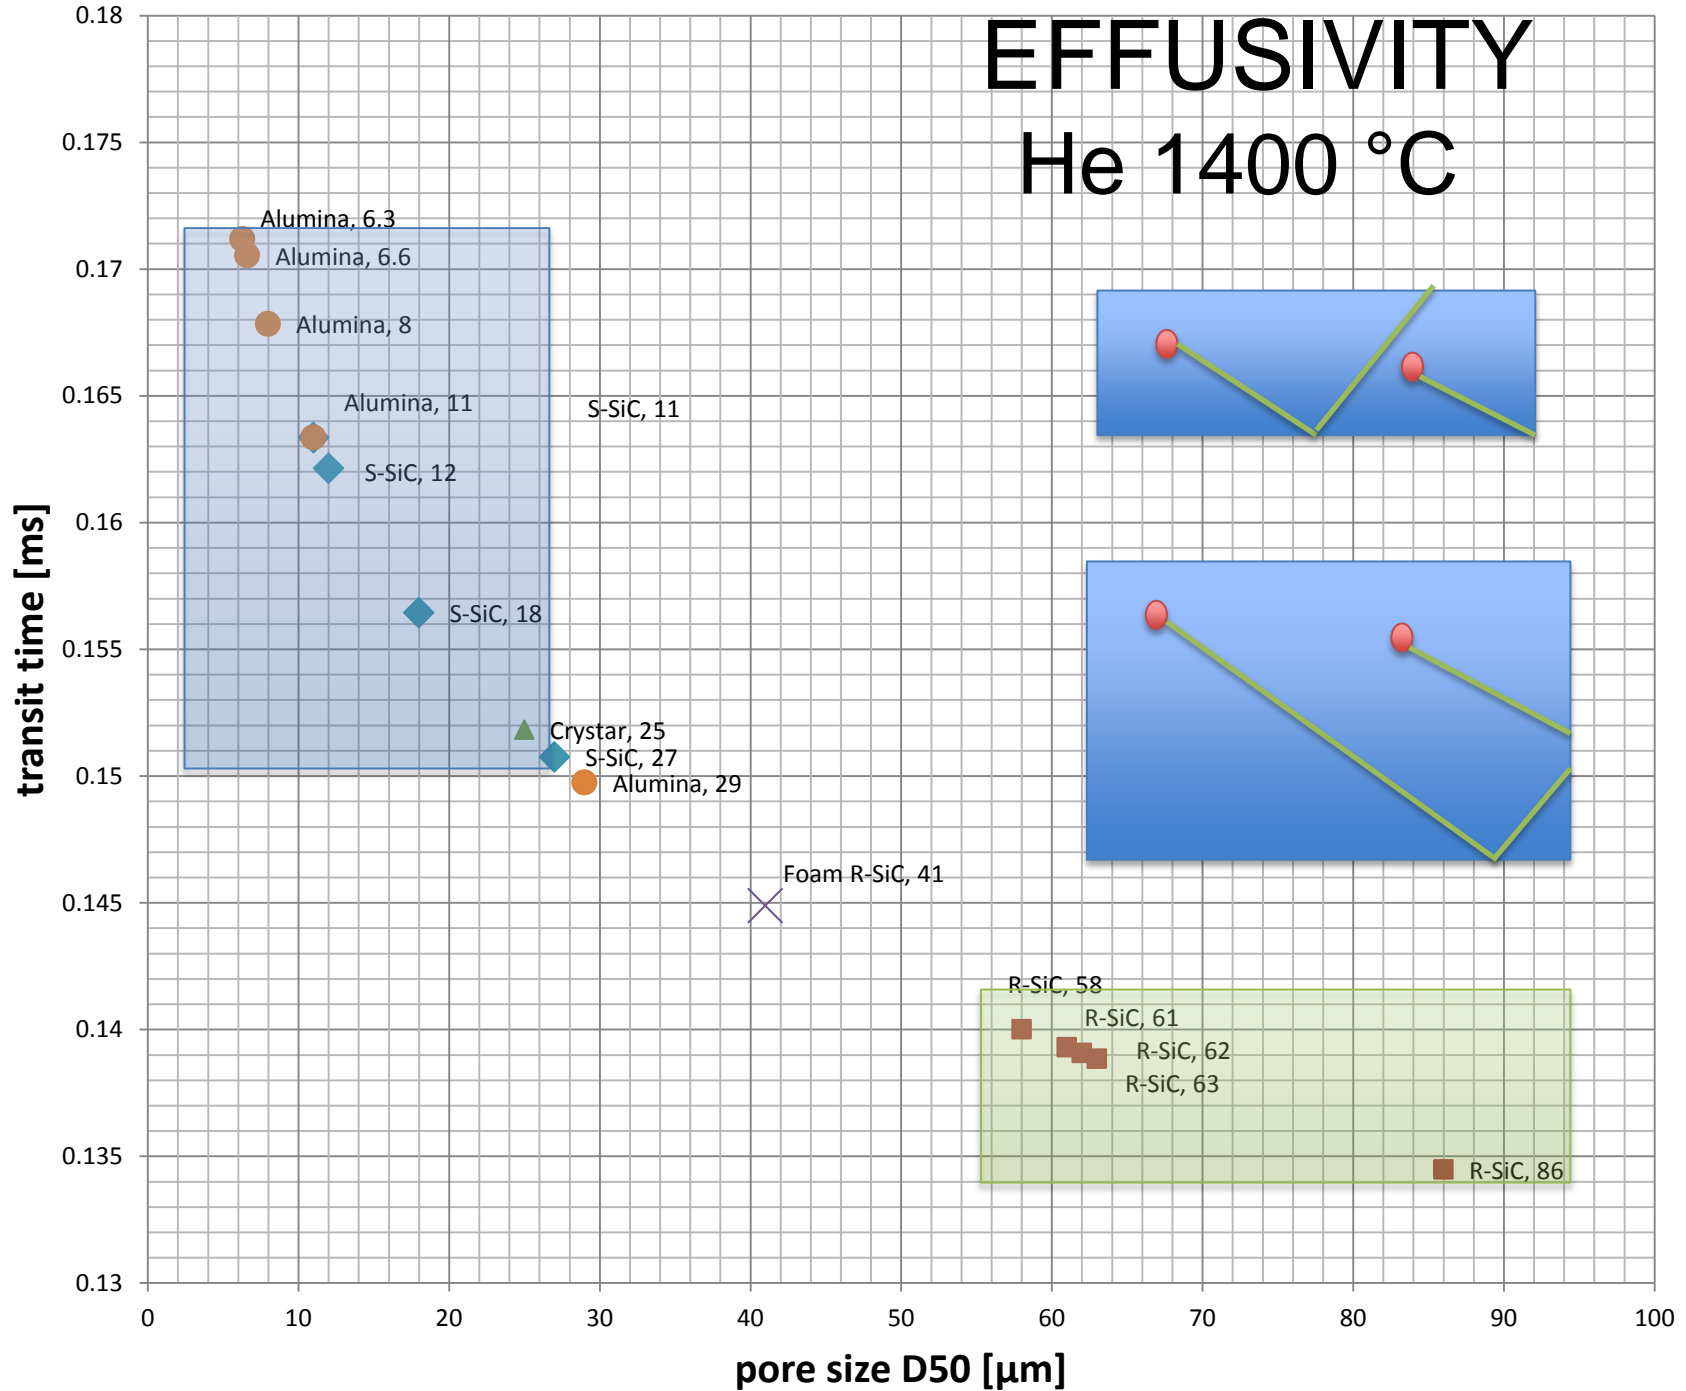 EFFUSIVITY
He 1400 °C
0.18
0.175
0.17
0.165
0.16
0.155
0.15
0.145
0.14
0.135
0.13
transit time [ms]
Alumina, 6.3
Alumina, 6.6
Alumina, 8
Alumina, 11
S-SiC, 11
S-SiC, 12
S-SiC, 18
Crystar, 25
S-SiC, 27
Alumina, 29
Foam R-SiC, 41
R-SiC, 58
R-SiC, 61
R-SiC, 62
R-SiC, 63
R-SiC, 86
0 10 20 30 40 50 60 70 80 90 100
pore size D50 [µm]